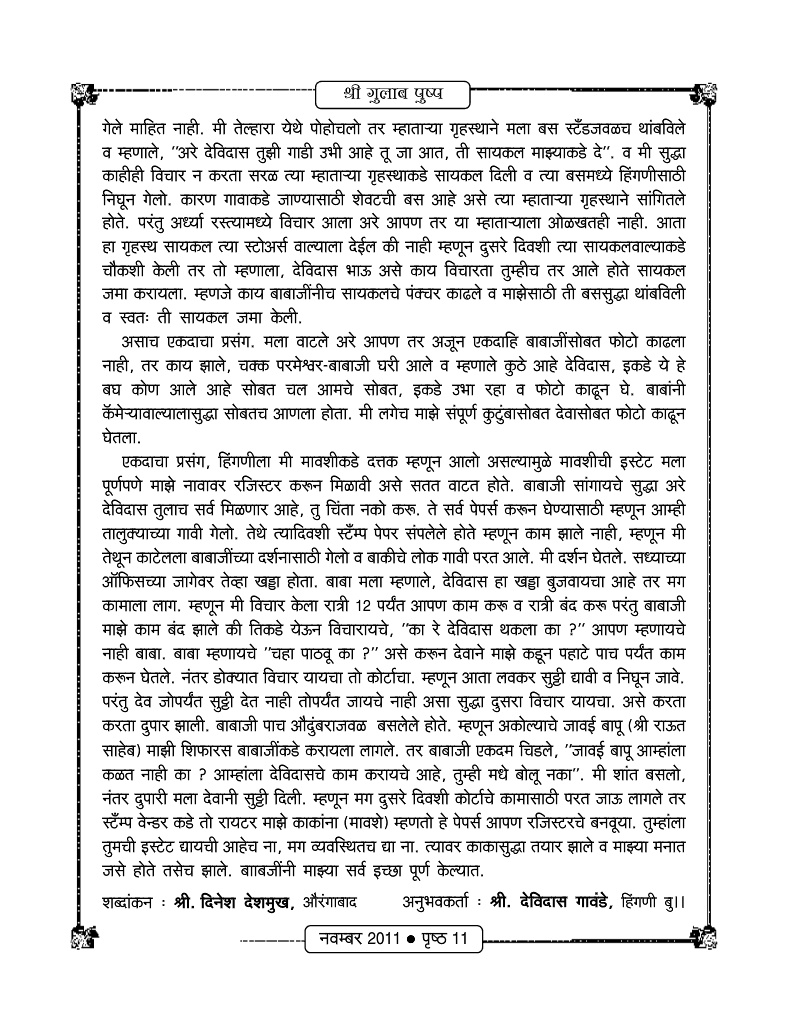 श्री गुलाब पुष्प
गेले माहित नाही. मी तेल्हारा येथे पोहोचलो तर म्हाताऱ्या गृहस्थाने मला बस स्टँडजवळच थांबविले
व म्हणाले, ‘‘अरे देविदास तुझी गाडी उभी आहे तू जा आत, ती सायकल माझ्याकडे दे’’. व मी सुद्धा
काहीही विचार न करता सरळ त्या म्हाताऱ्या गृहस्थाकडे सायकल दिली व त्या बसमध्ये हिंगणीसाठी
निघून गेलो. कारण गावाकडे जाण्यासाठी शेवटची बस आहे असे त्या म्हाताऱ्या गृहस्थाने सांगितले
होते. परंतु अर्ध्या रस्त्यामध्ये विचार आला अरे आपण तर या म्हाताऱ्याला ओळखतही नाही. आता
हा गृहस्थ सायकल त्या स्टोअर्स वाल्याला देईल की नाही म्हणून दुसरे दिवशी त्या सायकलवाल्याकडे
चौकशी केली तर तो म्हणाला, देविदास भाऊ असे काय विचारता तुम्हीच तर आले होते सायकल
जमा करायला. म्हणजे काय बाबाजींनीच सायकलचे पंक्चर काढले व माझेसाठी ती बससुद्धा थांबविली
व स्वतः ती सायकल जमा केली.
असाच एकदाचा प्रसंग. मला वाटले अरे आपण तर अजून एकदाहि बाबाजींसोबत फोटो काढला
नाही, तर काय झाले, चक्क परमेश्वर-बाबाजी घरी आले व म्हणाले कुठे आहे देविदास, इकडे ये हे
बघ कोण आले आहे सोबत चल आमचे सोबत, इकडे उभा रहा व फोटो काढून घे. बाबांनी
कॅमेऱ्यावाल्यालासुद्धा सोबतच आणला होता. मी लगेच माझे संपूर्ण कुटुंबासोबत देवासोबत फोटो काढून
घेतला.
एकदाचा प्रसंग, हिंगणीला मी मावशीकडे दत्तक म्हणून आलो असल्यामुळे मावशीची इस्टेट मला
पूर्णपणे माझे नावावर रजिस्टर करून मिळावी असे सतत वाटत होते. बाबाजी सांगायचे सुद्धा अरे
देविदास तुलाच सर्व मिळणार आहे, तु चिंता नको करू. ते सर्व पेपर्स करून घेण्यासाठी म्हणून आम्ही
तालुक्याच्या गावी गेलो. तेथे त्यादिवशी स्टँम्प पेपर संपलेले होते म्हणून काम झाले नाही, म्हणून मी
तेथून काटेलला बाबाजींच्या दर्शनासाठी गेलो व बाकीचे लोक गावी परत आले. मी दर्शन घेतले. सध्याच्या
ऑफिसच्या जागेवर तेव्हा खड्डा होता. बाबा मला म्हणाले, देविदास हा खड्डा बुजवायचा आहे तर मग
कामाला लाग. म्हणून मी विचार केला रात्री 12 पर्यंत आपण काम करू व रात्री बंद करू परंतु बाबाजी
माझे काम बंद झाले की तिकडे येऊन विचारायचे, ‘‘का रे देविदास थकला का ?’’ आपण म्हणायचे
नाही बाबा. बाबा म्हणायचे ‘‘चहा पाठवू का ?’’ असे करून देवाने माझे कडून पहाटे पाच पर्यंत काम
करून घेतले. नंतर डोक्यात विचार यायचा तो कोर्टाचा. म्हणून आता लवकर सुट्टी द्यावी व निघून जावे.
परंतु देव जोपर्यंत सुट्टी देत नाही तोपर्यंत जायचे नाही असा सुद्धा दुसरा विचार यायचा. असे करता
करता दुपार झाली. बाबाजी पाच औदुंबराजवळ बसलेले होते. म्हणून अकोल्याचे जावई बापू (श्री राऊत
साहेब) माझी शिफारस बाबाजींकडे करायला लागले. तर बाबाजी एकदम चिडले, ‘‘जावई बापू आम्हांला
कळत नाही का ? आम्हांला देविदासचे काम करायचे आहे, तुम्ही मधे बोलू नका’’. मी शांत बसलो,
नंतर दुपारी मला देवानी सुट्टी दिली. म्हणून मग दुसरे दिवशी कोर्टाचे कामासाठी परत जाऊ लागले तर
स्टँम्प वेन्डर कडे तो रायटर माझे काकांना (मावशे) म्हणतो हे पेपर्स आपण रजिस्टरचे बनवूया. तुम्हांला
तुमची इस्टेट द्यायची आहेच ना, मग व्यवस्थितच द्या ना. त्यावर काकासुद्धा तयार झाले व माझ्या मनात
जसे होते तसेच झाले. बााबजींनी माझ्या सर्व इच्छा पूर्ण केल्यात.
शब्दांकन : श्री. दिनेश देशमुख, औरंगाबाद अनुभवकर्ता : श्री. देविदास गावंडे, हिंगणी बु।।
नवम्बर 2011 ● पृष्ठ 11